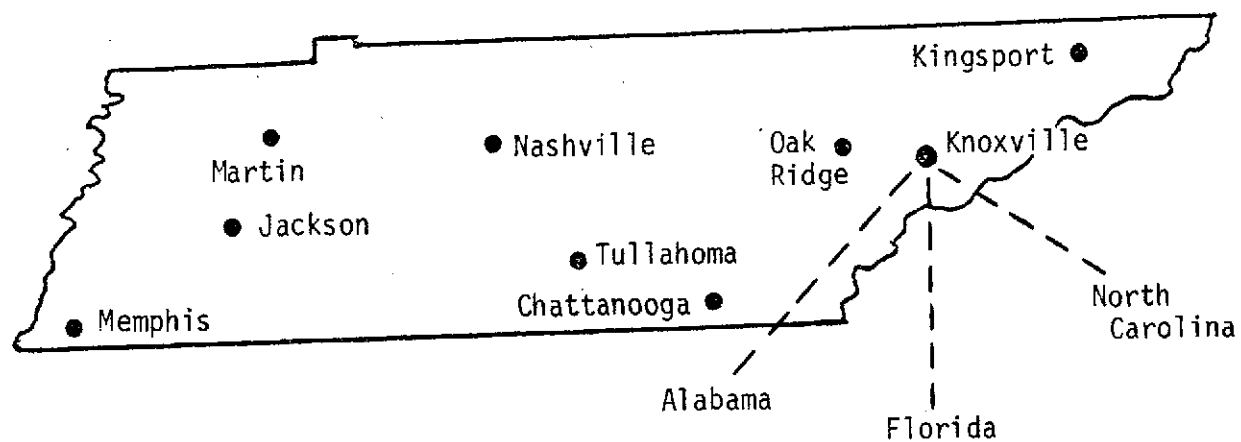 Kingsport
Martin
Nashville
Oak
Ridge
Knoxville
Jackson
Tullahoma
Chattanooga
Memphis
North
Carolina
Alabama
Florida